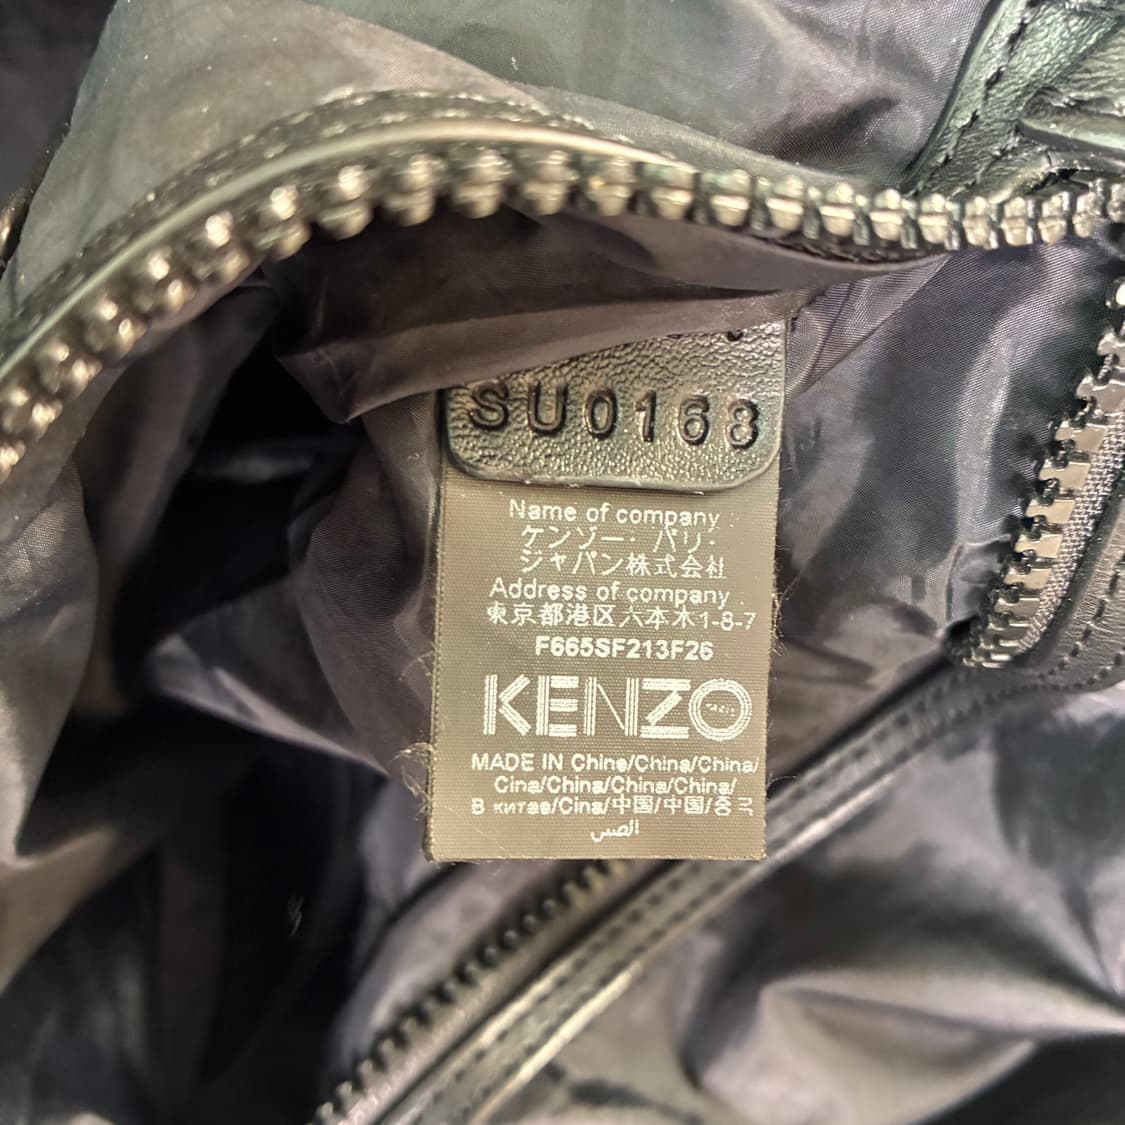 SU0168
Name of company :
ケンゾー・パリ・
ジャパン株式会社
Address of company:
東京都港区六本木1-8-7
F665SF213F26
KENZO
PARIS
MADE IN China/China/China/
Cina/China/China/China/
В китае/Cina/中国/中国/중국
الصين